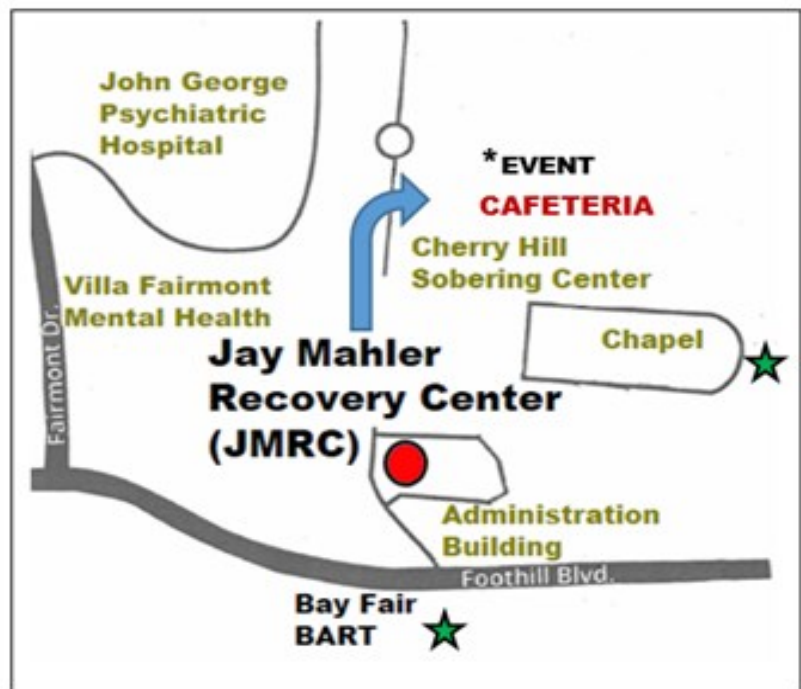 John George
Psychiatric
Hospital
*EVENT
CAFETERIA
Cherry Hill
Sobering Center
Villa Fairmont
Mental Health
Fairmont Dr.
Chapel
Jay Mahler
Recovery Center
(JMRC)
Administration
Building
Foothill Blvd.
Bay Fair
BART